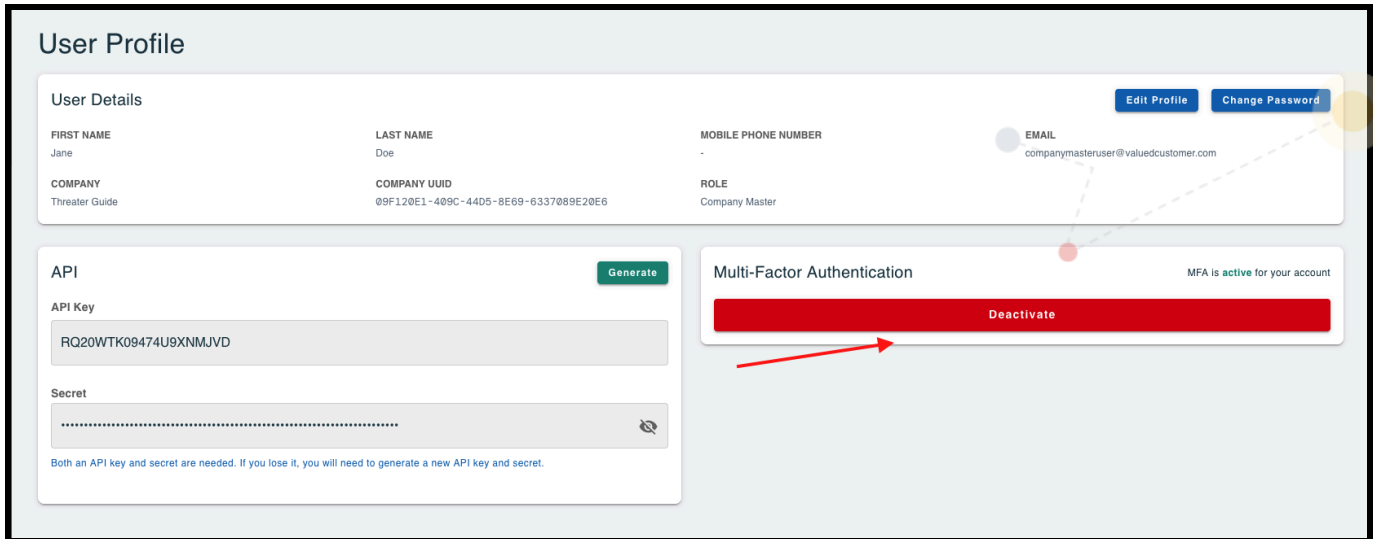 User Profile
User Details
Edit Profile
Change Password
FIRST NAME
LAST NAME
MOBILE PHONE NUMBER
EMAIL
Jane
Doe
-
companymasteruser@valuedcustomer.com
COMPANY
COMPANY UUID
ROLE
Threater Guide
09F120E1-409C-44D5-8E69-6337089E20E6
Company Master
API
Generate
API Key
RQ20WTK09474U9XNMJVD
Secret
Both an API key and secret are needed. If you lose it, you will need to generate a new API key and secret.
Multi-Factor Authentication
MFA is active for your account
Deactivate